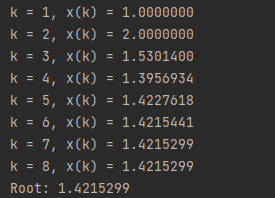 k = 1, x(k) = 1.0000000
k = 2, x(k) = 2.0000000
k = 3, x(k) = 1.5301400
k = 4, x(k) = 1.3956934
k = 5, x(k) = 1.4227618
k = 6, x(k) = 1.4215441
k = 7, x(k) = 1.4215299
k = 8, x(k) = 1.4215299
Root: 1.4215299